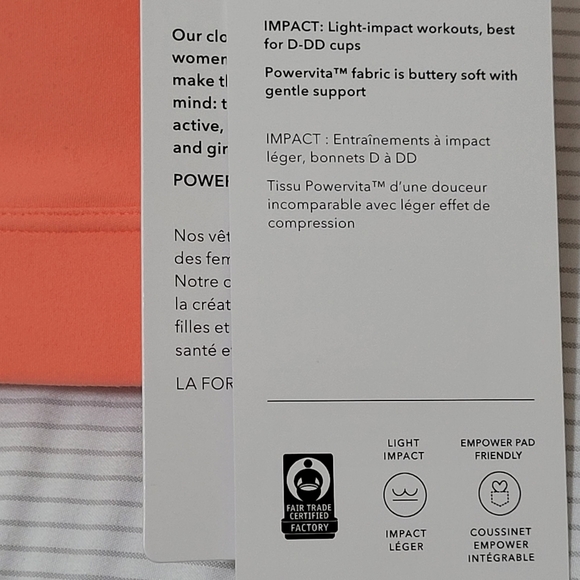 Our clo
women
make th
mind: t
active,
and gir
POWER
Nos vêt
des fem
Notre c
la créat
filles et
santé e
LA FOR
IMPACT: Light-impact workouts, best
for D-DD cups
Powervita™ fabric is buttery soft with
gentle support
IMPACT : Entraînements à impact
léger, bonnets D à DD
Tissu Powervita™ d’une douceur
incomparable avec léger effet de
compression
FAIR TRADE
CERTIFIED
FACTORY
LIGHT
IMPACT
IMPACT
LÉGER
EMPOWER PAD
FRIENDLY
COUSSINET
EMPOWER
INTÉGRABLE